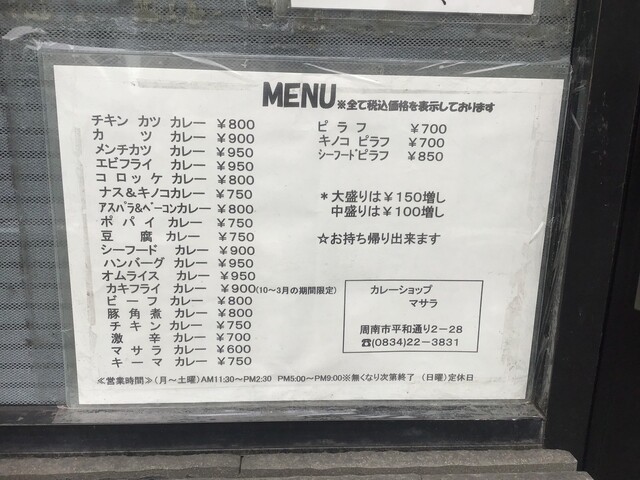 MENU ※全て税込価格を表示しております
チキン カツ カレー ￥800
カ ツ カレー ￥900
メンチカツ カレー ￥950
エビフライ カレー ￥950
コロッケ カレー ￥800
ナス＆キノコカレー ￥750
アスパラ&ベーコンカレー ￥800
ポパイ カレー ￥750
豆 腐 カレー ￥750
シーフード カレー ￥900
ハンバーグ カレー ￥950
オムライス カレー ￥950
カキフライ カレー ￥900(10～3月の期間限定)
ビーフ カレー ￥800
豚角煮 カレー ￥800
チキン カレー ￥750
激 辛 カレー ￥700
マサラ カレー ￥600
キーマ カレー ￥750
ピラフ ￥700
キノコ ピラフ ￥700
シーフードピラフ ￥850
＊大盛りは￥150増し
中盛りは￥100増し
☆お持ち帰り出来ます
カレーショップ
マサラ
周南市平和通り2－28
☎(0834)22－3831
≪営業時間≫(月～土曜)AM11:30～PM2:30 PM5:00～PM9:00※無くなり次第終了 (日曜)定休日